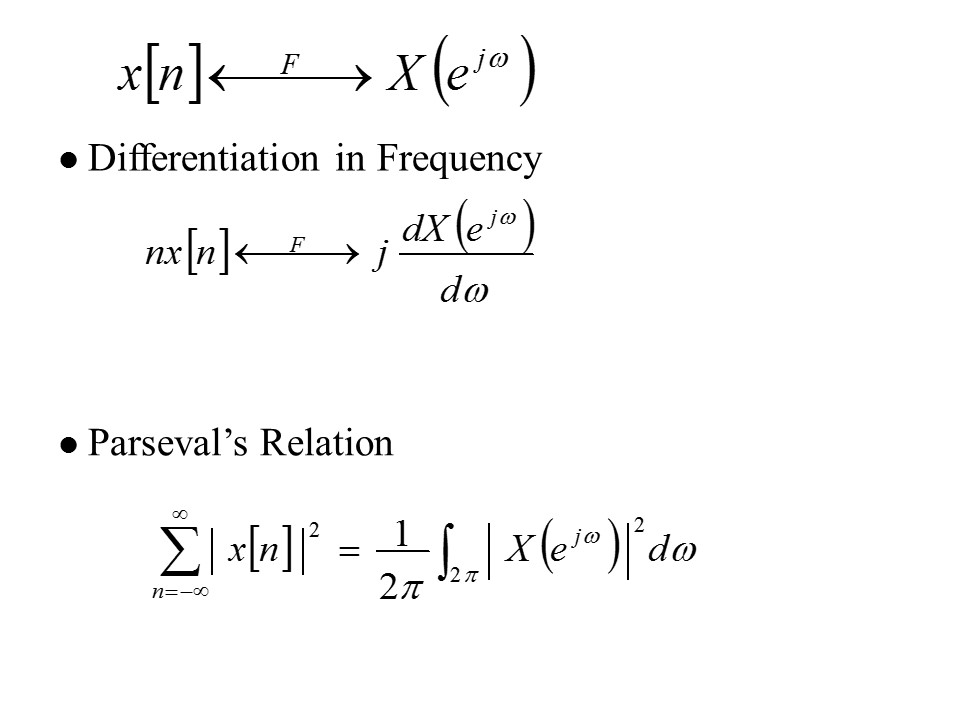 x[n] ←F→ X(e^{jω})
● Differentiation in Frequency
nx[n] ←F→ j dX(e^{jω})/dω
● Parseval’s Relation
∑_{n=−∞}^{∞} |x[n]|^2 = 1/2π ∫_{2π} |X(e^{jω})|^2 dω